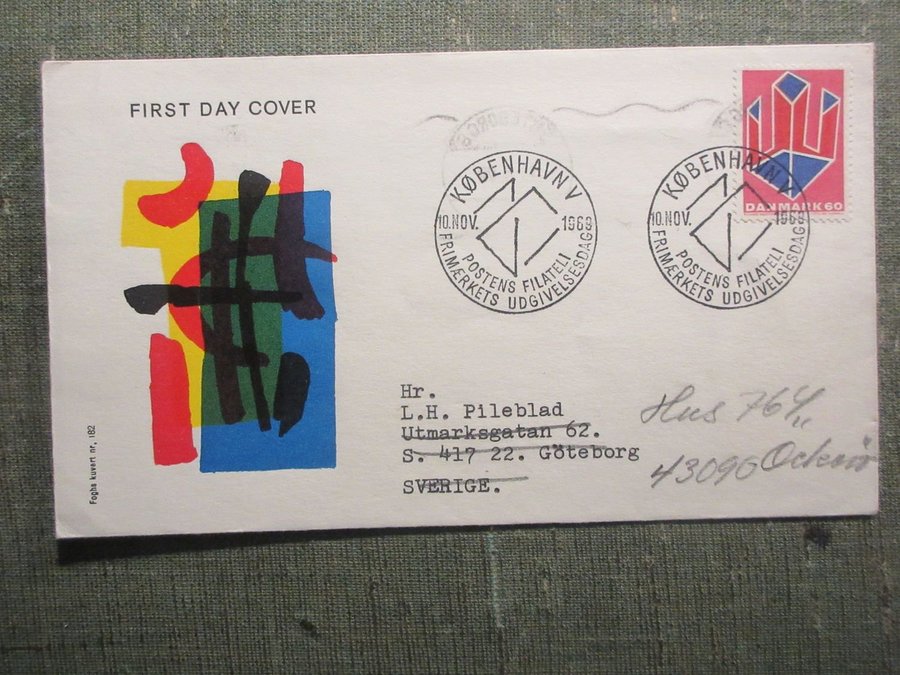 FIRST DAY COVER
DANMARK 60
KØBENHAVN V
10. NOV. 1969
POSTENS FILATELI
FRIMÆRKETS UDGIVELSESDAG
KØBENHAVN V
10. NOV. 1969
POSTENS FILATELI
FRIMÆRKETS UDGIVELSESDAG
Hr.
L.H. Pileblad
Utmarksgatan 62.
S. 417 22. Göteborg
SVERIGE.
Hus 764
43090 Öckerö
Foghs kuvert nr. 182